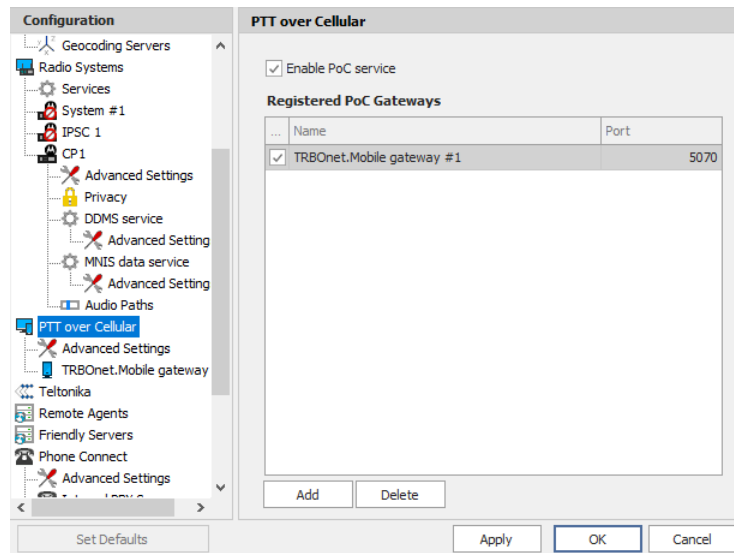 Configuration
Geocoding Servers
Radio Systems
Services
System #1
IPSC 1
CP1
Advanced Settings
Privacy
DDMS service
Advanced Setting
MNIS data service
Advanced Setting
Audio Paths
PTT over Cellular
Advanced Settings
TRBOnet.Mobile gateway
Teltonika
Remote Agents
Friendly Servers
Phone Connect
Advanced Settings
Set Defaults
PTT over Cellular
Enable PoC service
Registered PoC Gateways
... Name Port
TRBOnet.Mobile gateway #1 5070
Add Delete
Apply OK Cancel